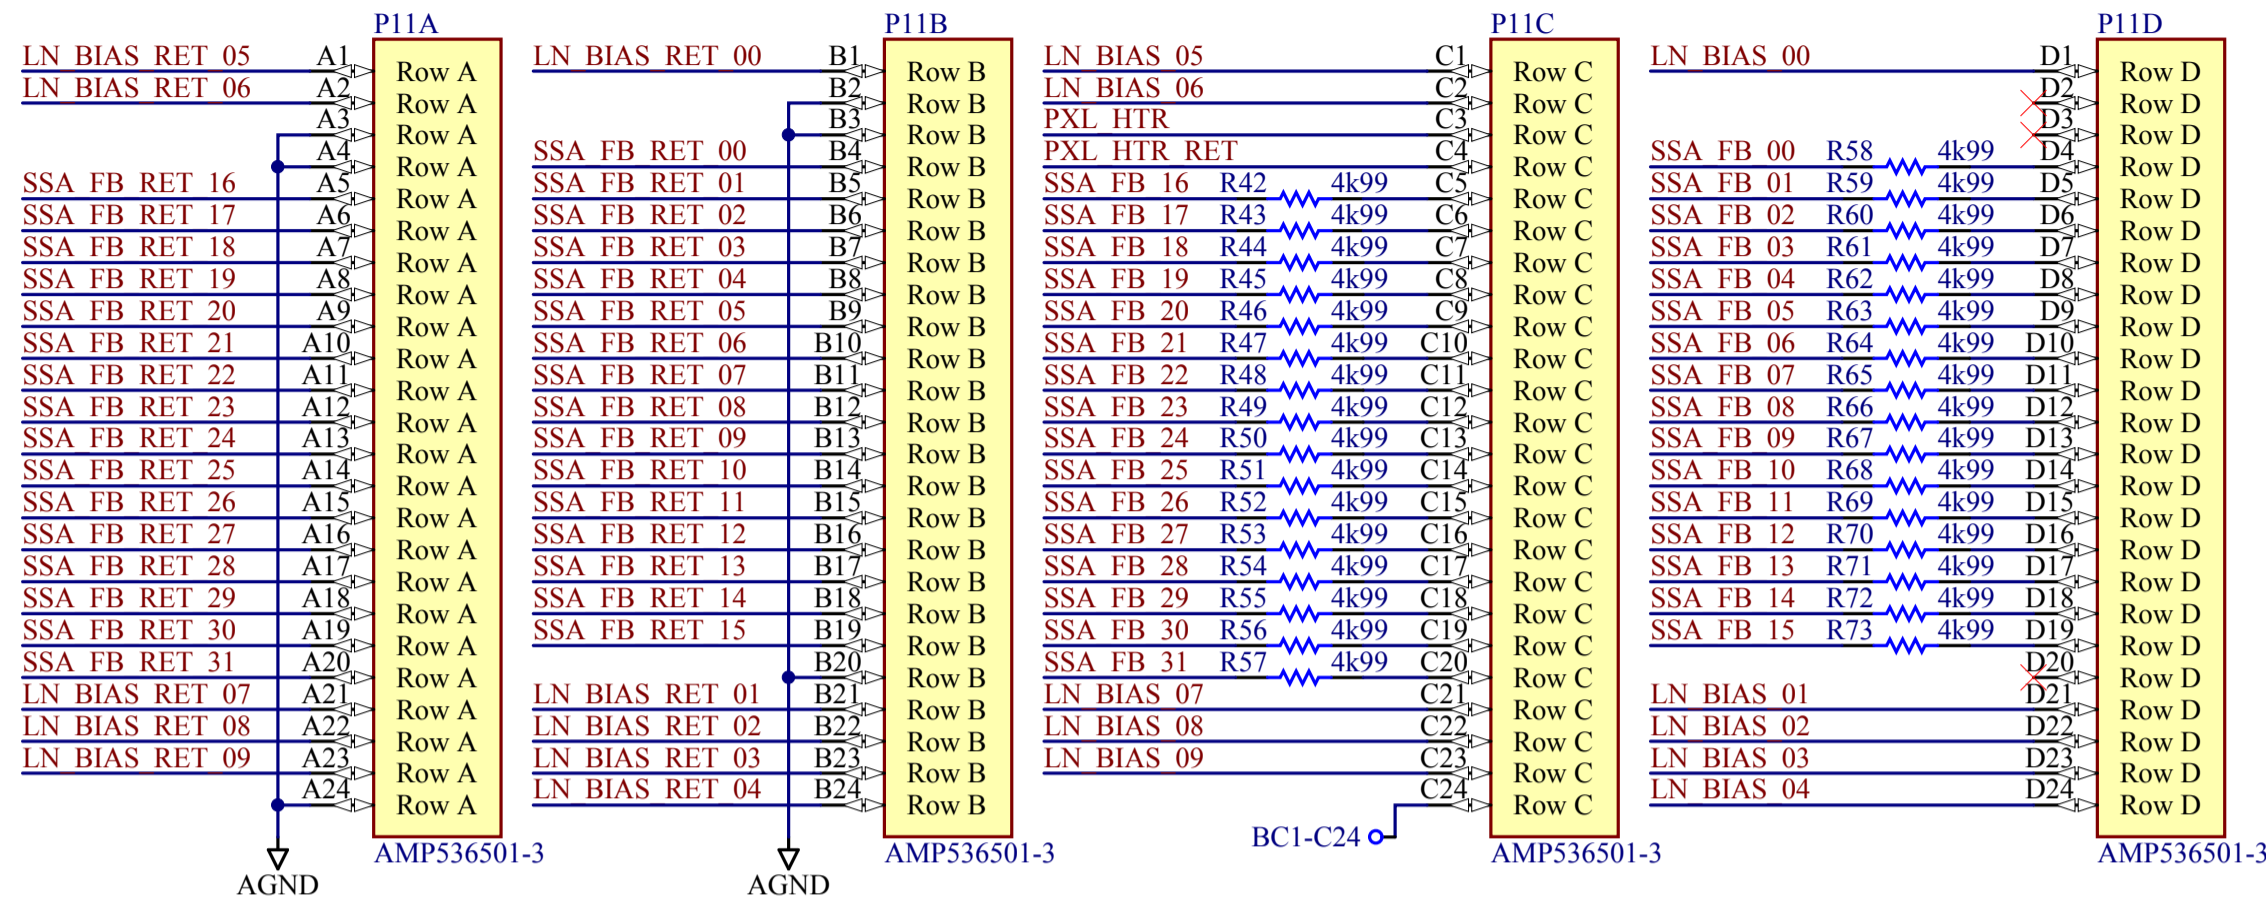 P11A
LN_BIAS_RET_05 A1 Row A
LN_BIAS_RET_06 A2 Row A
A3 Row A
A4 Row A
SSA_FB_RET_16 A5 Row A
SSA_FB_RET_17 A6 Row A
SSA_FB_RET_18 A7 Row A
SSA_FB_RET_19 A8 Row A
SSA_FB_RET_20 A9 Row A
SSA_FB_RET_21 A10 Row A
SSA_FB_RET_22 A11 Row A
SSA_FB_RET_23 A12 Row A
SSA_FB_RET_24 A13 Row A
SSA_FB_RET_25 A14 Row A
SSA_FB_RET_26 A15 Row A
SSA_FB_RET_27 A16 Row A
SSA_FB_RET_28 A17 Row A
SSA_FB_RET_29 A18 Row A
SSA_FB_RET_30 A19 Row A
SSA_FB_RET_31 A20 Row A
LN_BIAS_RET_07 A21 Row A
LN_BIAS_RET_08 A22 Row A
LN_BIAS_RET_09 A23 Row A
A24 Row A
AMP536501-3
AGND
P11B
LN_BIAS_RET_00 B1 Row B
B2 Row B
B3 Row B
SSA_FB_RET_00 B4 Row B
SSA_FB_RET_01 B5 Row B
SSA_FB_RET_02 B6 Row B
SSA_FB_RET_03 B7 Row B
SSA_FB_RET_04 B8 Row B
SSA_FB_RET_05 B9 Row B
SSA_FB_RET_06 B10 Row B
SSA_FB_RET_07 B11 Row B
SSA_FB_RET_08 B12 Row B
SSA_FB_RET_09 B13 Row B
SSA_FB_RET_10 B14 Row B
SSA_FB_RET_11 B15 Row B
SSA_FB_RET_12 B16 Row B
SSA_FB_RET_13 B17 Row B
SSA_FB_RET_14 B18 Row B
SSA_FB_RET_15 B19 Row B
B20 Row B
LN_BIAS_RET_01 B21 Row B
LN_BIAS_RET_02 B22 Row B
LN_BIAS_RET_03 B23 Row B
LN_BIAS_RET_04 B24 Row B
AMP536501-3
AGND
P11C
LN_BIAS_05 C1 Row C
LN_BIAS_06 C2 Row C
PXL_HTR C3 Row C
PXL_HTR_RET C4 Row C
SSA_FB_16 R42 4k99 C5 Row C
SSA_FB_17 R43 4k99 C6 Row C
SSA_FB_18 R44 4k99 C7 Row C
SSA_FB_19 R45 4k99 C8 Row C
SSA_FB_20 R46 4k99 C9 Row C
SSA_FB_21 R47 4k99 C10 Row C
SSA_FB_22 R48 4k99 C11 Row C
SSA_FB_23 R49 4k99 C12 Row C
SSA_FB_24 R50 4k99 C13 Row C
SSA_FB_25 R51 4k99 C14 Row C
SSA_FB_26 R52 4k99 C15 Row C
SSA_FB_27 R53 4k99 C16 Row C
SSA_FB_28 R54 4k99 C17 Row C
SSA_FB_29 R55 4k99 C18 Row C
SSA_FB_30 R56 4k99 C19 Row C
SSA_FB_31 R57 4k99 C20 Row C
LN_BIAS_07 C21 Row C
LN_BIAS_08 C22 Row C
LN_BIAS_09 C23 Row C
C24 Row C
BC1-C24
AMP536501-3
P11D
LN_BIAS_00 D1 Row D
D2 Row D
D3 Row D
SSA_FB_00 R58 4k99 D4 Row D
SSA_FB_01 R59 4k99 D5 Row D
SSA_FB_02 R60 4k99 D6 Row D
SSA_FB_03 R61 4k99 D7 Row D
SSA_FB_04 R62 4k99 D8 Row D
SSA_FB_05 R63 4k99 D9 Row D
SSA_FB_06 R64 4k99 D10 Row D
SSA_FB_07 R65 4k99 D11 Row D
SSA_FB_08 R66 4k99 D12 Row D
SSA_FB_09 R67 4k99 D13 Row D
SSA_FB_10 R68 4k99 D14 Row D
SSA_FB_11 R69 4k99 D15 Row D
SSA_FB_12 R70 4k99 D16 Row D
SSA_FB_13 R71 4k99 D17 Row D
SSA_FB_14 R72 4k99 D18 Row D
SSA_FB_15 R73 4k99 D19 Row D
D20 Row D
LN_BIAS_01 D21 Row D
LN_BIAS_02 D22 Row D
LN_BIAS_03 D23 Row D
LN_BIAS_04 D24 Row D
AMP536501-3